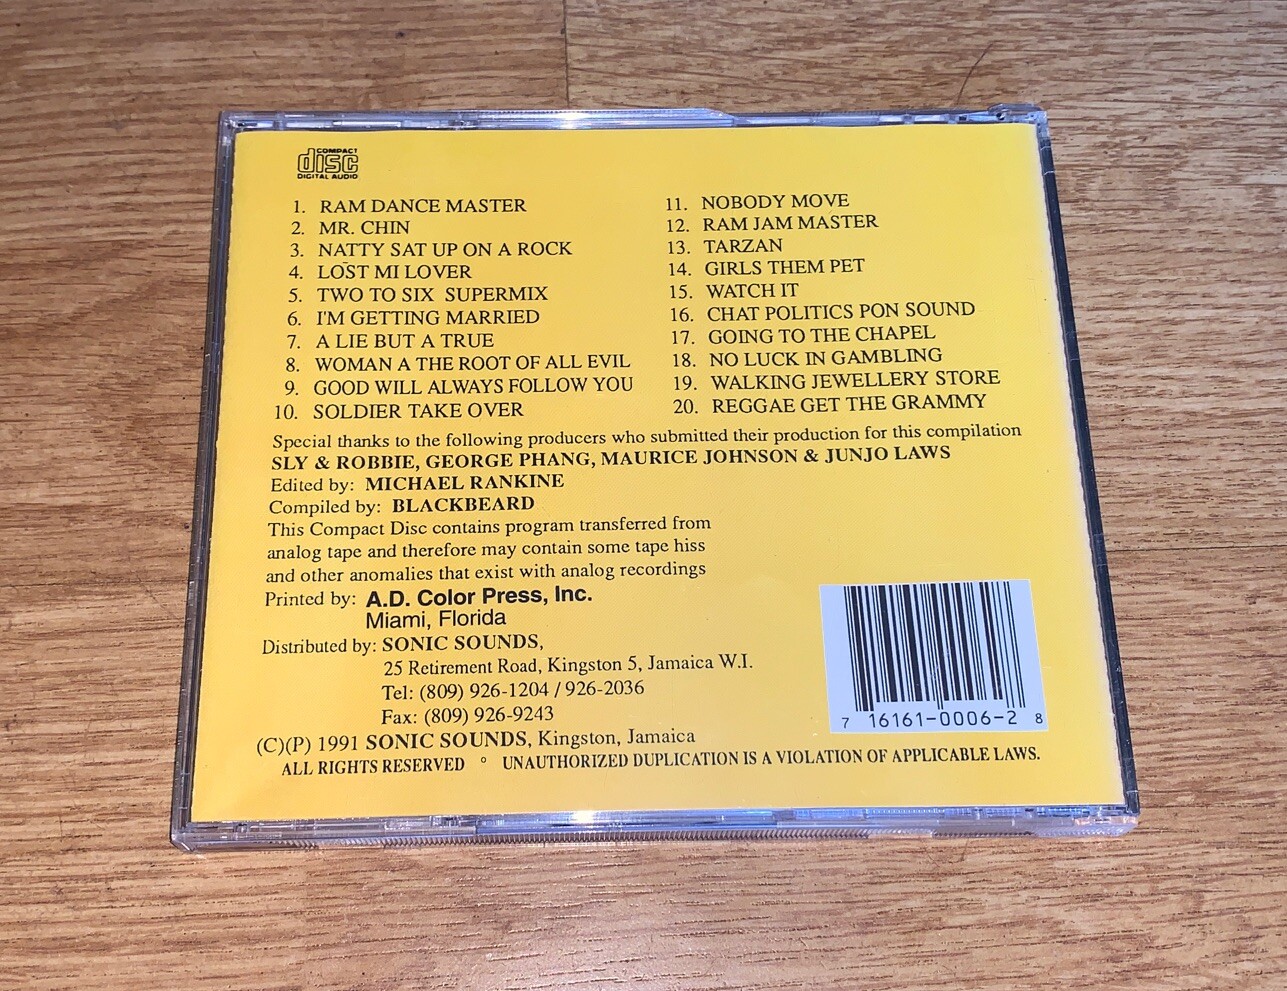 COMPACT
disc
DIGITAL AUDIO
1. RAM DANCE MASTER
2. MR. CHIN
3. NATTY SAT UP ON A ROCK
4. LOST MI LOVER
5. TWO TO SIX SUPERMIX
6. I'M GETTING MARRIED
7. A LIE BUT A TRUE
8. WOMAN A THE ROOT OF ALL EVIL
9. GOOD WILL ALWAYS FOLLOW YOU
10. SOLDIER TAKE OVER
11. NOBODY MOVE
12. RAM JAM MASTER
13. TARZAN
14. GIRLS THEM PET
15. WATCH IT
16. CHAT POLITICS PON SOUND
17. GOING TO THE CHAPEL
18. NO LUCK IN GAMBLING
19. WALKING JEWELLERY STORE
20. REGGAE GET THE GRAMMY
Special thanks to the following producers who submitted their production for this compilation
SLY & ROBBIE, GEORGE PHANG, MAURICE JOHNSON & JUNJO LAWS
Edited by: MICHAEL RANKINE
Compiled by: BLACKBEARD
This Compact Disc contains program transferred from
analog tape and therefore may contain some tape hiss
and other anomalies that exist with analog recordings
Printed by: A.D. Color Press, Inc.
Miami, Florida
Distributed by: SONIC SOUNDS,
25 Retirement Road, Kingston 5, Jamaica W.I.
Tel: (809) 926-1204 / 926-2036
Fax: (809) 926-9243
(C)(P) 1991 SONIC SOUNDS, Kingston, Jamaica
ALL RIGHTS RESERVED ° UNAUTHORIZED DUPLICATION IS A VIOLATION OF APPLICABLE LAWS.
7 16161-0006-2 8